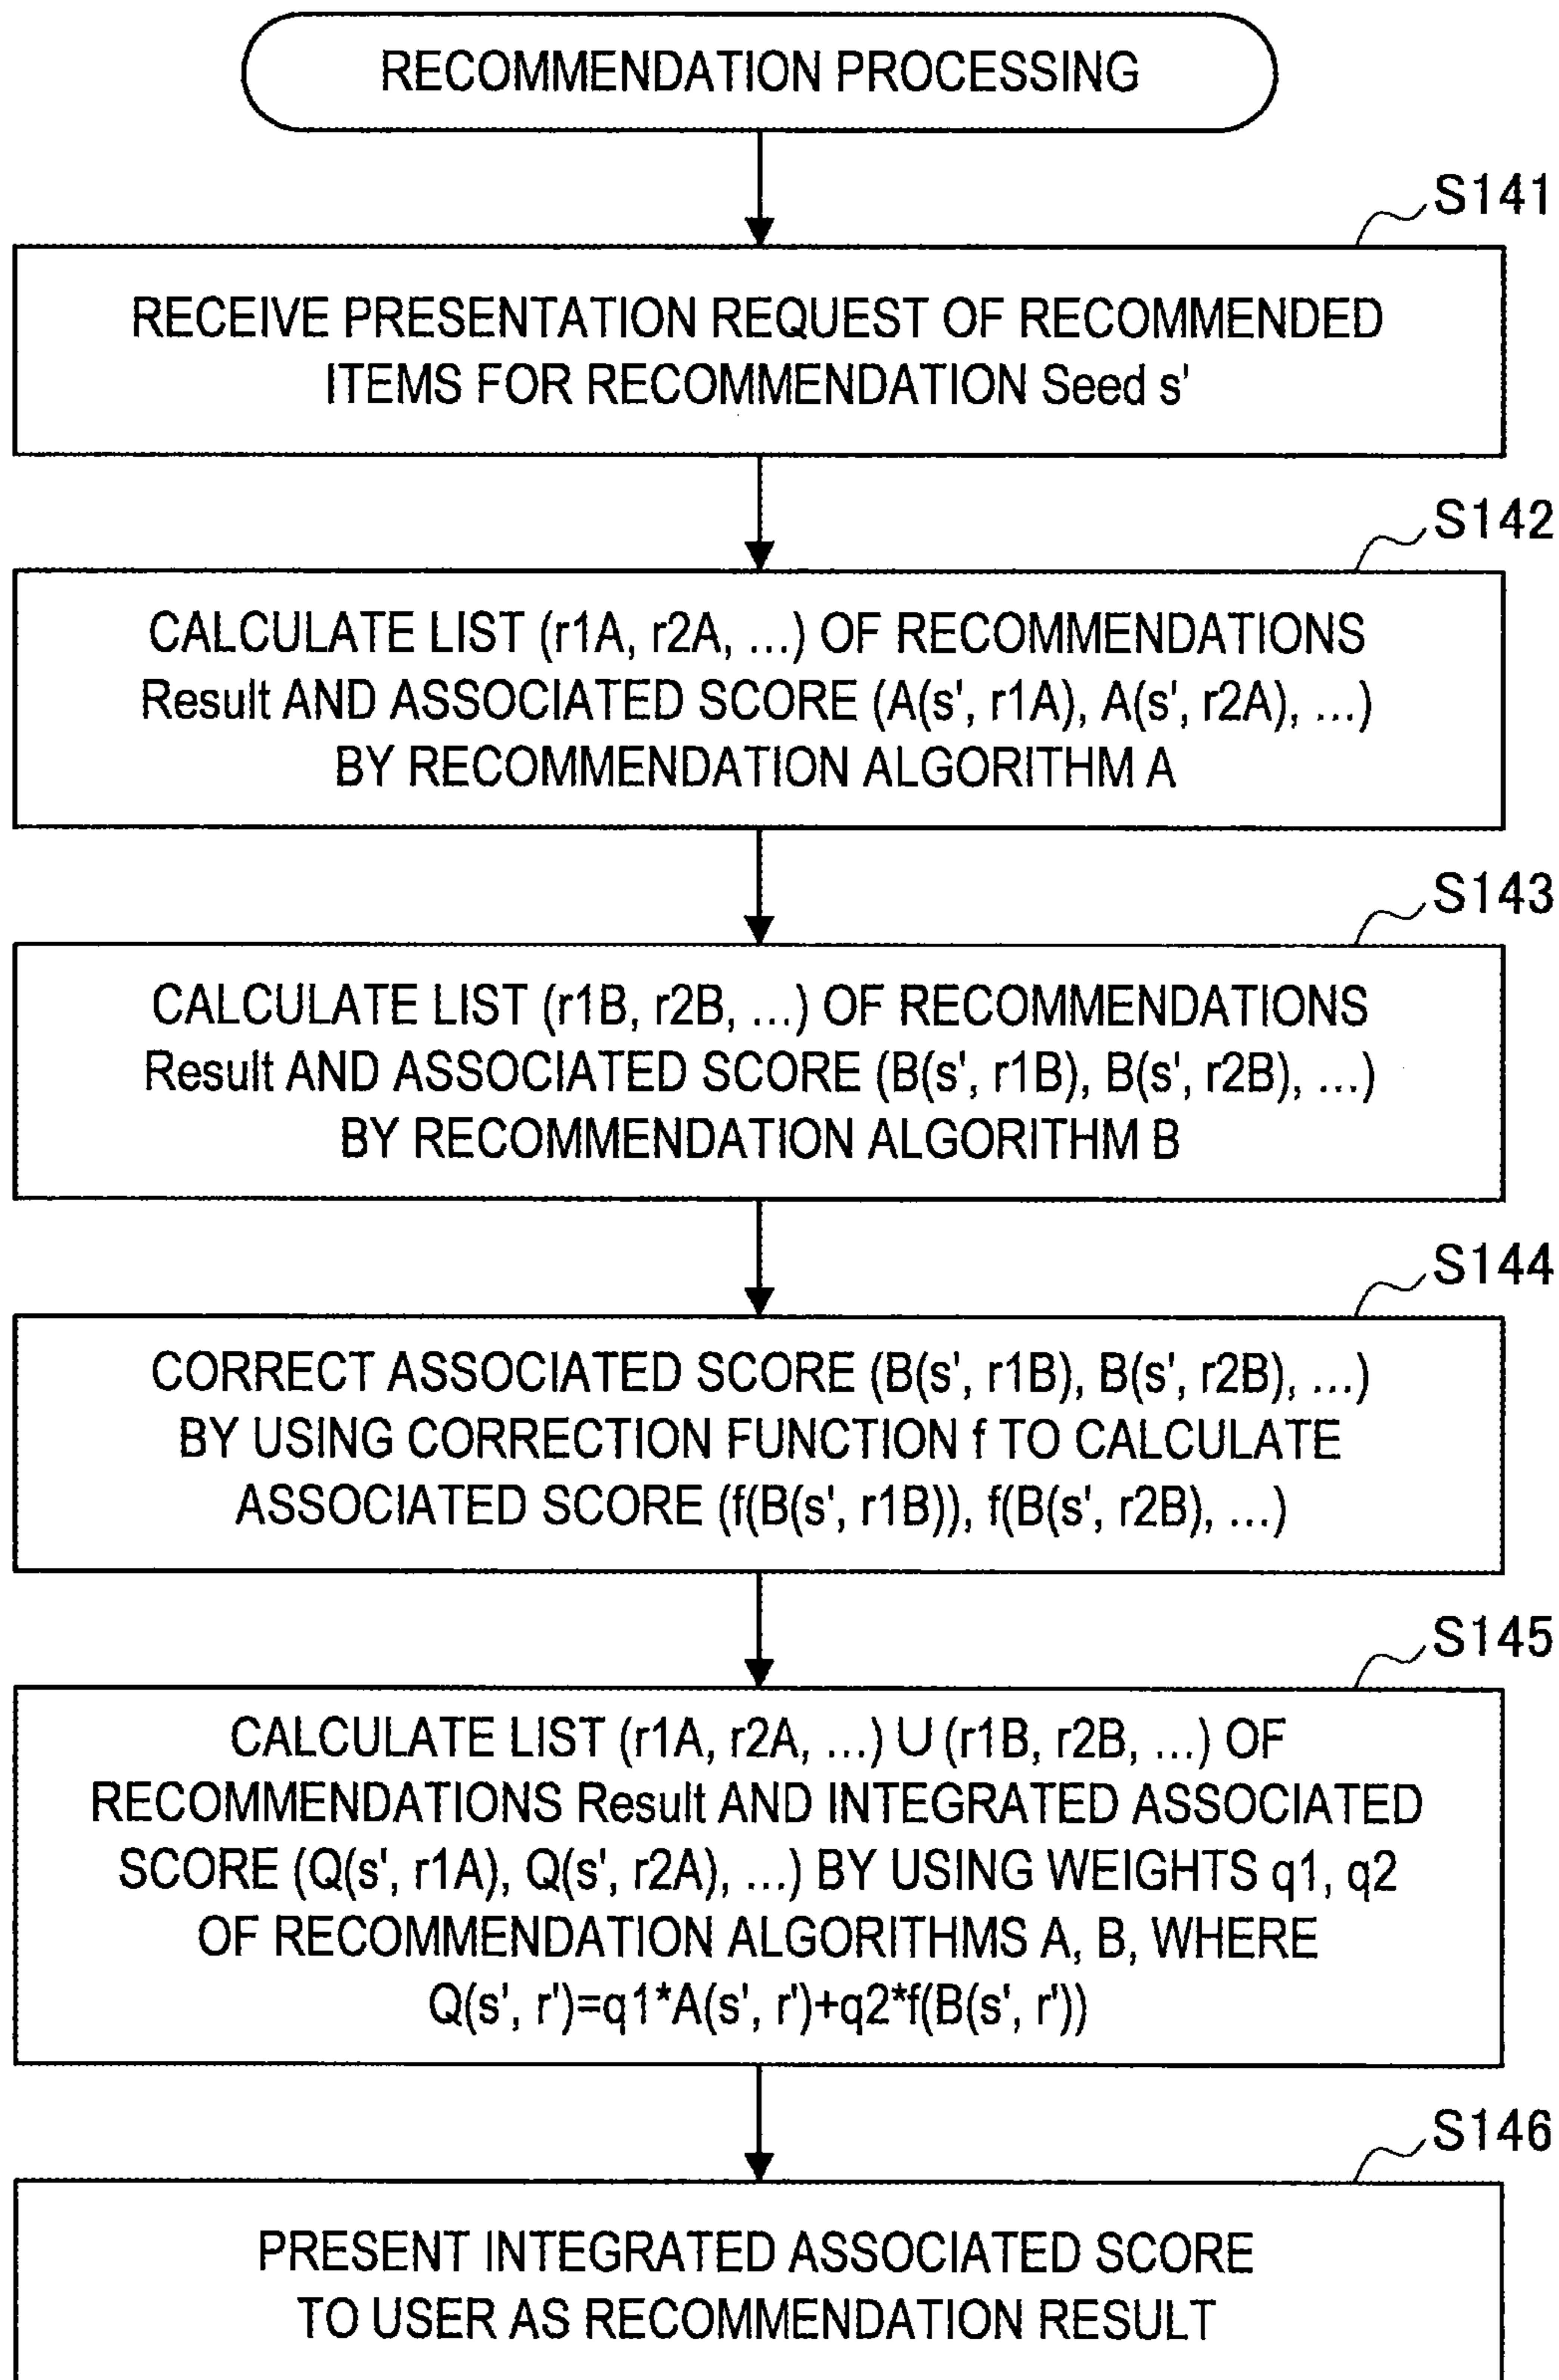 RECOMMENDATION PROCESSING
S141
RECEIVE PRESENTATION REQUEST OF RECOMMENDED
ITEMS FOR RECOMMENDATION Seed s'
S142
CALCULATE LIST (r1A, r2A, ...) OF RECOMMENDATIONS
Result AND ASSOCIATED SCORE (A(s', r1A), A(s', r2A), ...)
BY RECOMMENDATION ALGORITHM A
S143
CALCULATE LIST (r1B, r2B, ...) OF RECOMMENDATIONS
Result AND ASSOCIATED SCORE (B(s', r1B), B(s', r2B), ...)
BY RECOMMENDATION ALGORITHM B
S144
CORRECT ASSOCIATED SCORE (B(s', r1B), B(s', r2B), ...)
BY USING CORRECTION FUNCTION f TO CALCULATE
ASSOCIATED SCORE (f(B(s', r1B)), f(B(s', r2B), ...)
S145
CALCULATE LIST (r1A, r2A, ...) ∪ (r1B, r2B, ...) OF
RECOMMENDATIONS Result AND INTEGRATED ASSOCIATED
SCORE (Q(s', r1A), Q(s', r2A), ...) BY USING WEIGHTS q1, q2
OF RECOMMENDATION ALGORITHMS A, B, WHERE
Q(s', r')=q1*A(s', r')+q2*f(B(s', r'))
S146
PRESENT INTEGRATED ASSOCIATED SCORE
TO USER AS RECOMMENDATION RESULT